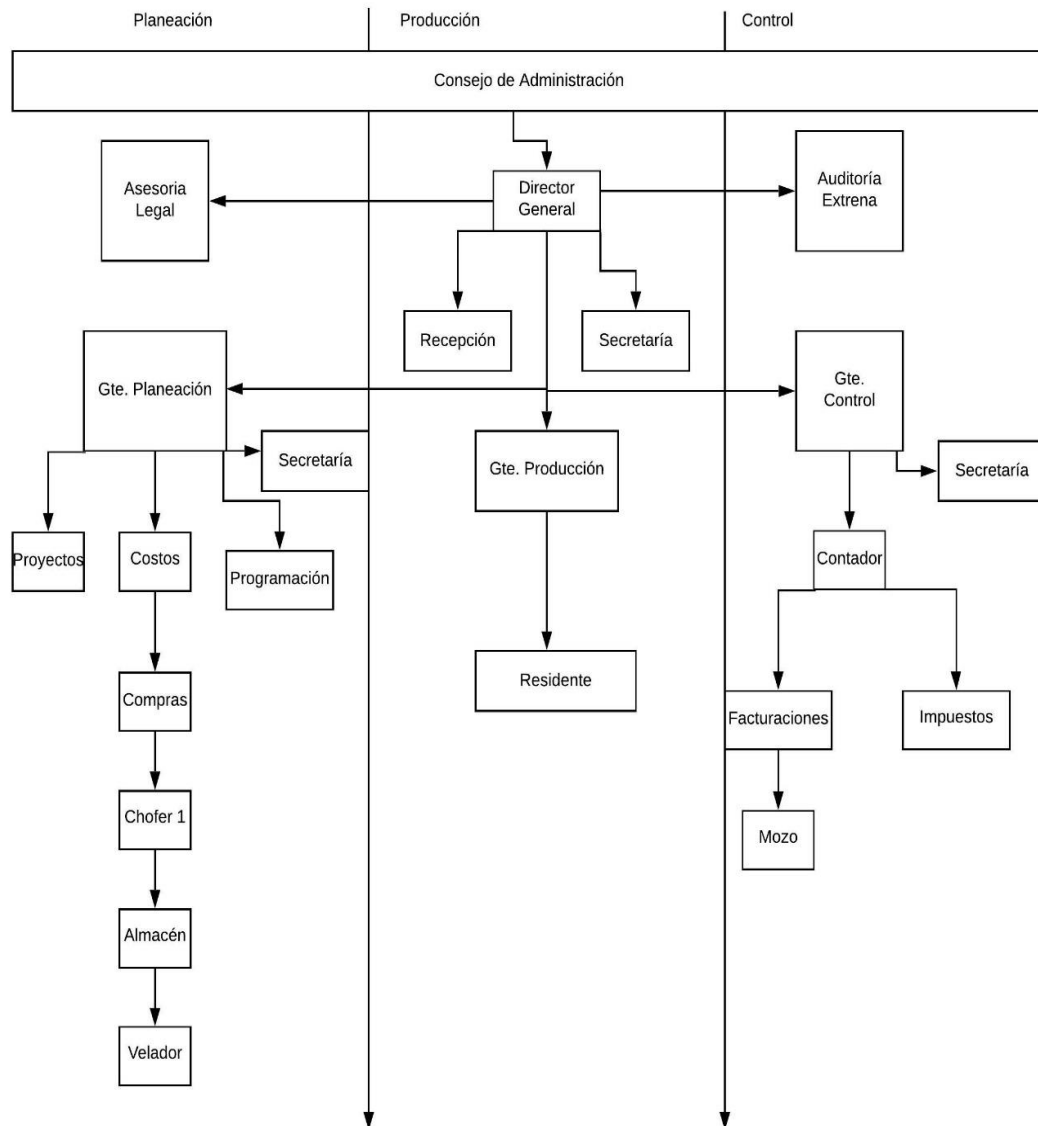 Planeación
Producción
Control
Consejo de Administración
Asesoria
Legal
Director
General
Auditoría
Extrena
Recepción
Secretaría
Gte. Planeación
Gte.
Control
Secretaría
Gte. Producción
Secretaría
Proyectos
Costos
Programación
Contador
Compras
Residente
Facturaciones
Impuestos
Chofer 1
Mozo
Almacén
Velador